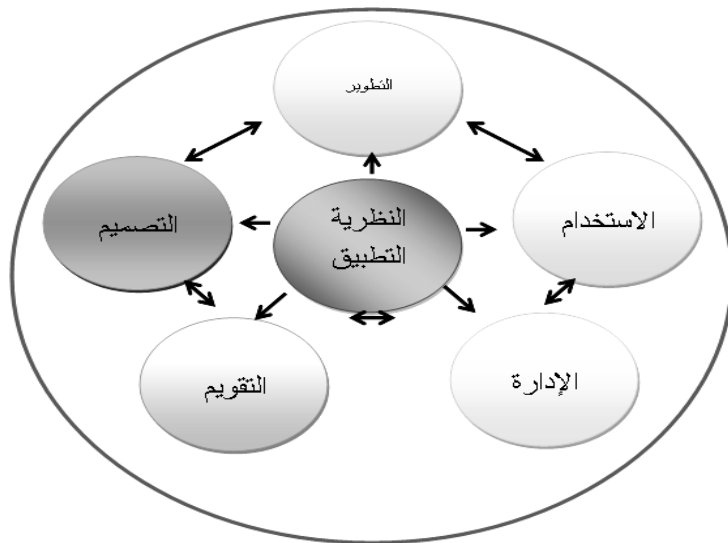 التطوير
التصميم
النظرية
التطبيق
الاستخدام
التقويم
الإدارة